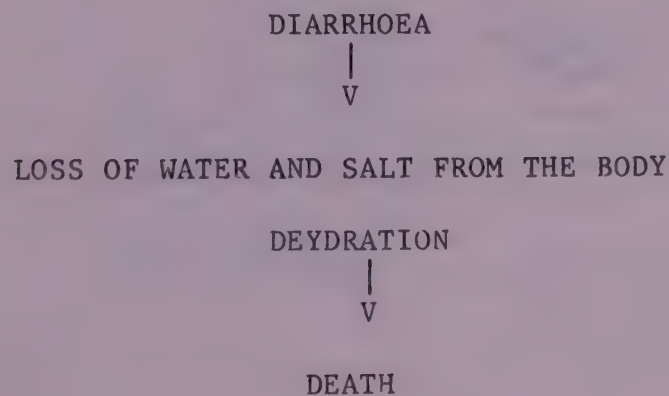 DIARRHOEA
|
V
LOSS OF WATER AND SALT FROM THE BODY
DEYDRATION
|
V
DEATH